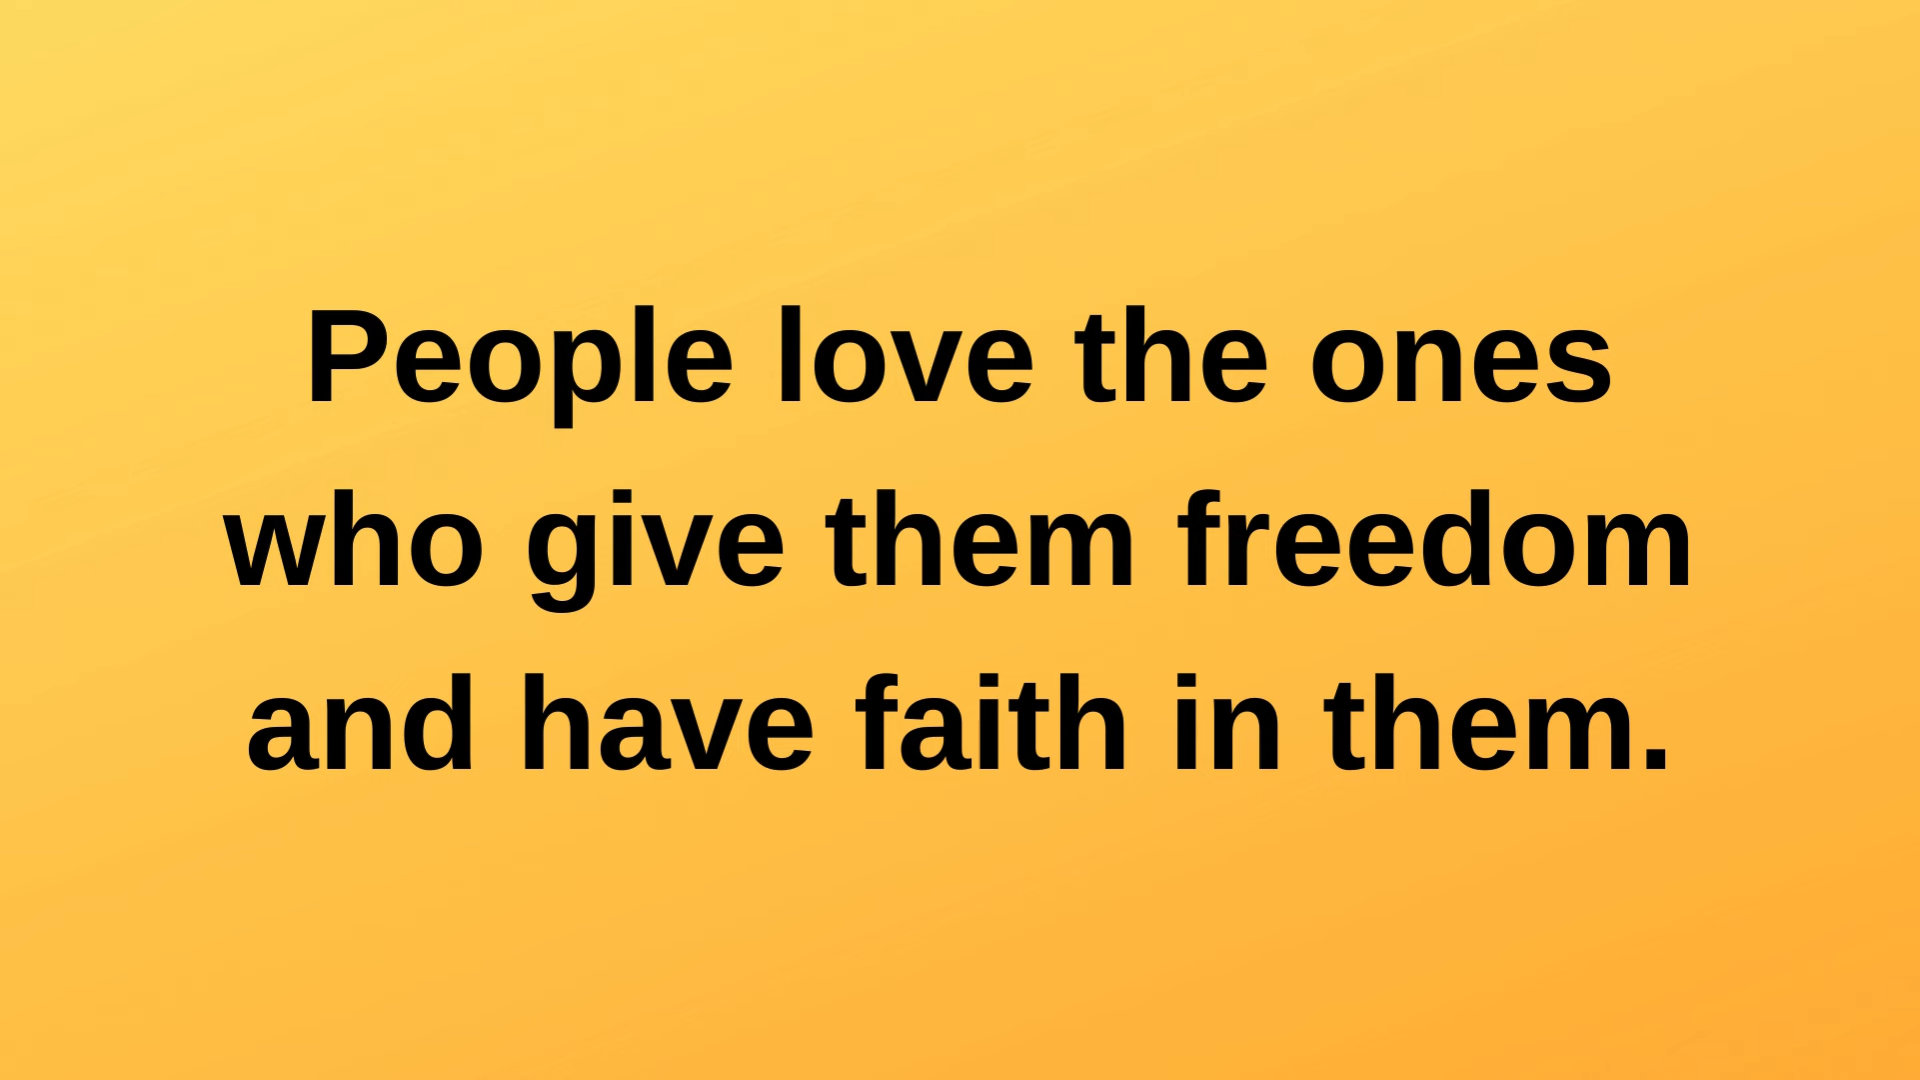 People love the ones
who give them freedom
and have faith in them.